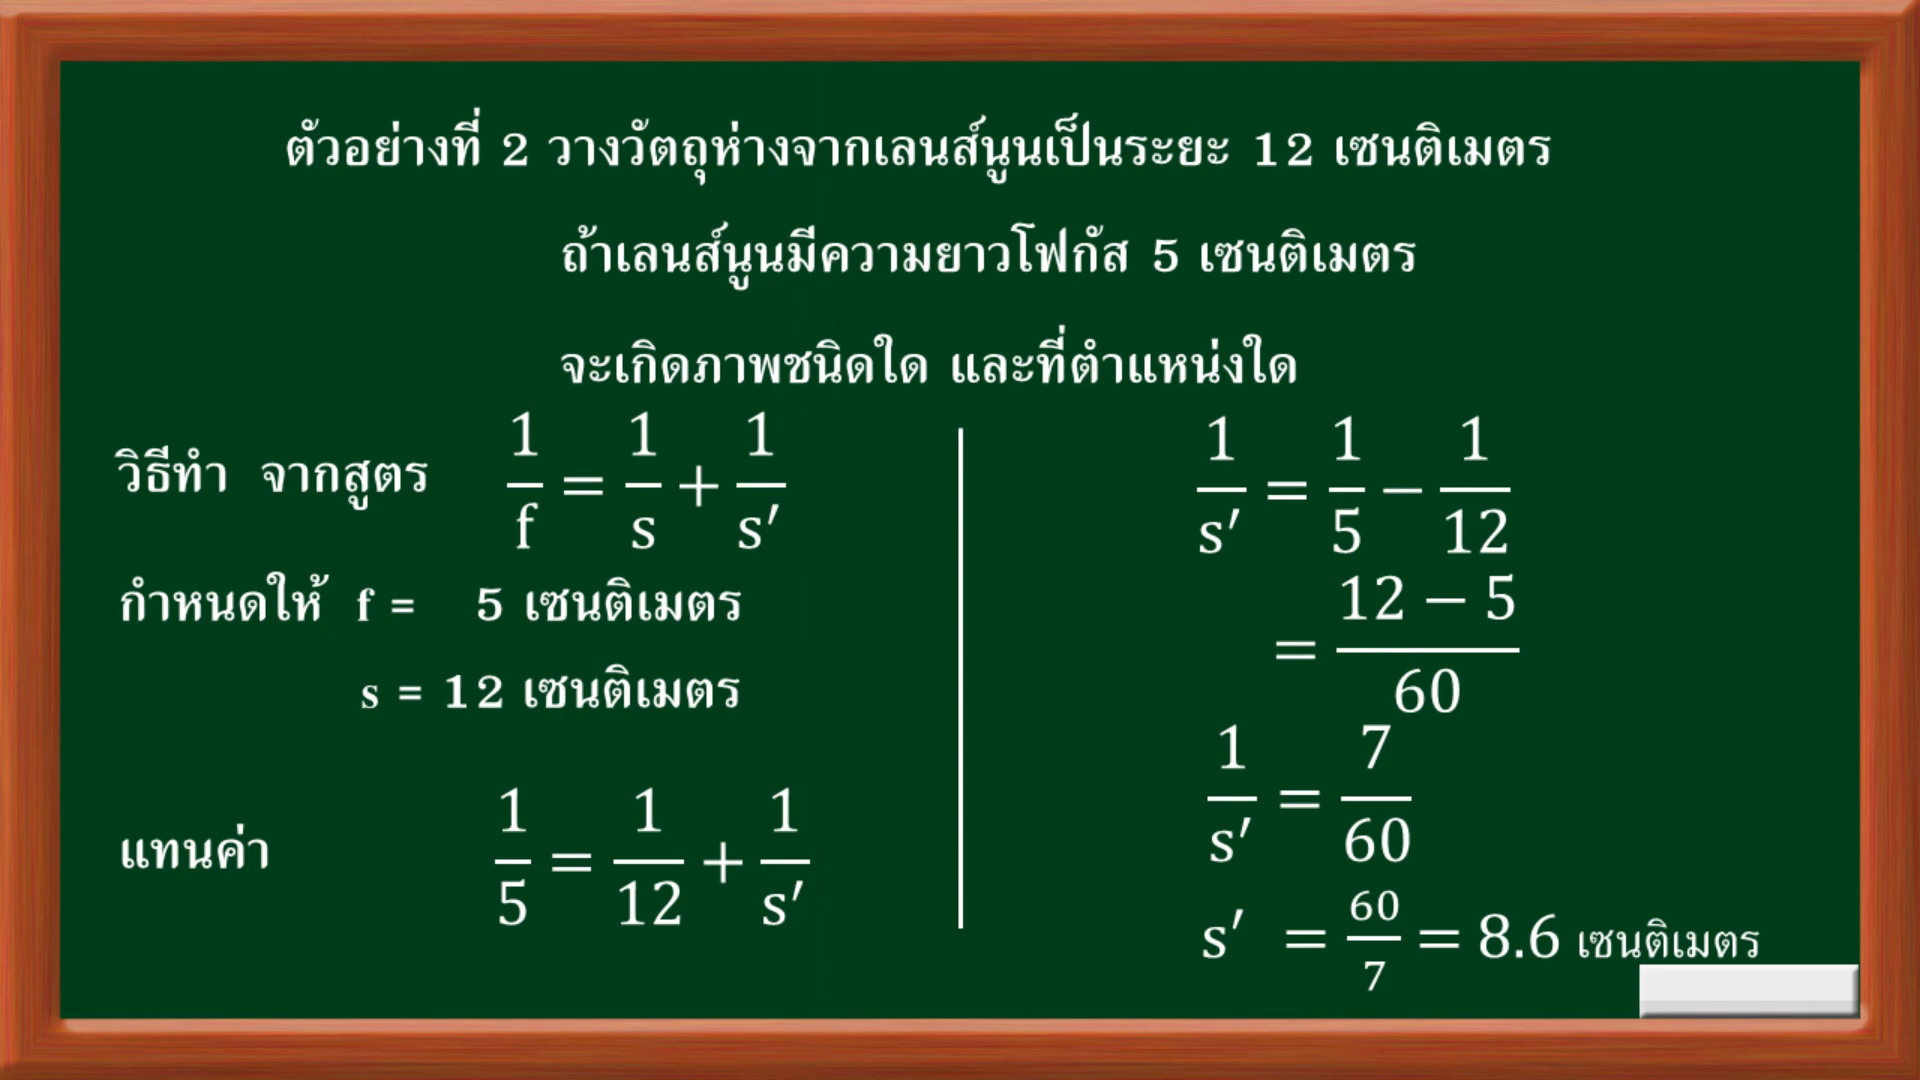 ตัวอย่างที่ 2 วางวัตถุห่างจากเลนส์นูนเป็นระยะ 12 เซนติเมตร
ถ้าเลนส์นูนมีความยาวโฟกัส 5 เซนติเมตร
จะเกิดภาพชนิดใด และที่ตำแหน่งใด
วิธีทำ จากสูตร 1/f = 1/s + 1/s′
กำหนดให้ f = 5 เซนติเมตร
s = 12 เซนติเมตร
แทนค่า 1/5 = 1/12 + 1/s′
1/s′ = 1/5 − 1/12
= (12 − 5)/60
1/s′ = 7/60
s′ = 60/7 = 8.6 เซนติเมตร